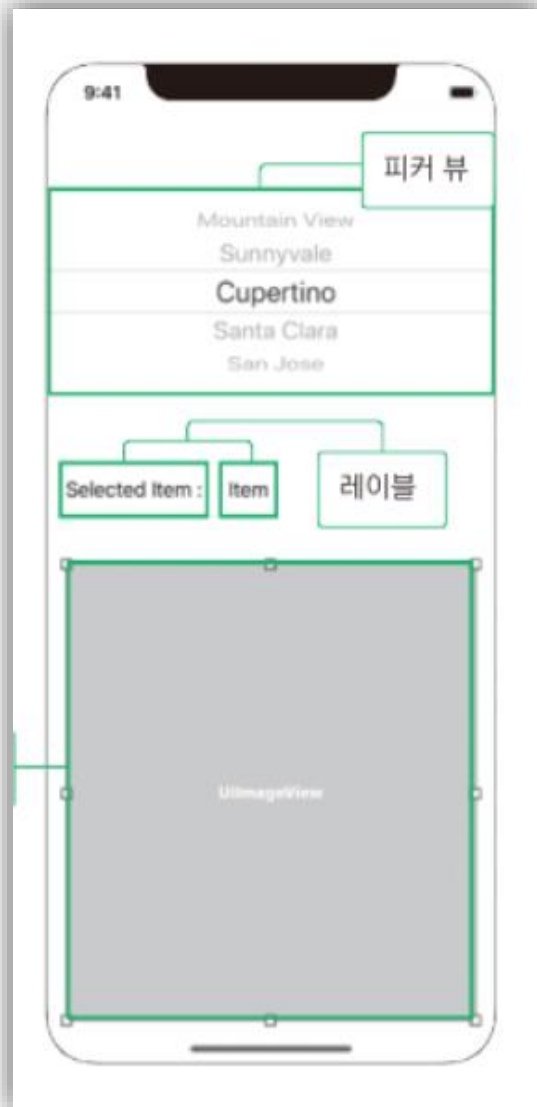 9:41
피커 뷰
Mountain View
Sunnyvale
Cupertino
Santa Clara
San Jose
Selected Item : Item
레이블
UIImageView